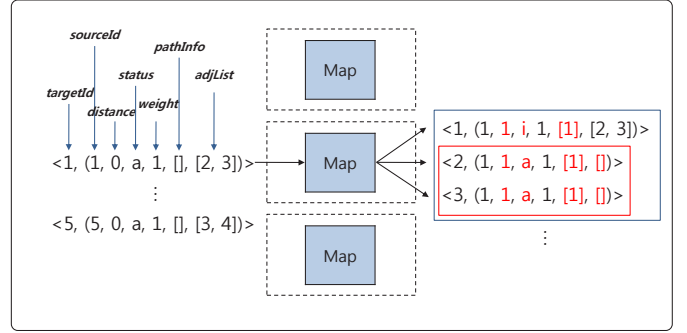 sourceId
pathInfo
status
adjList
targetId
weight
distance
<1, (1, 0, a, 1, [], [2, 3])>
⋮
<5, (5, 0, a, 1, [], [3, 4])>
Map
Map
Map
<1, (1, 1, i, 1, [1], [2, 3])>
<2, (1, 1, a, 1, [1], [])>
<3, (1, 1, a, 1, [1], [])>
⋮